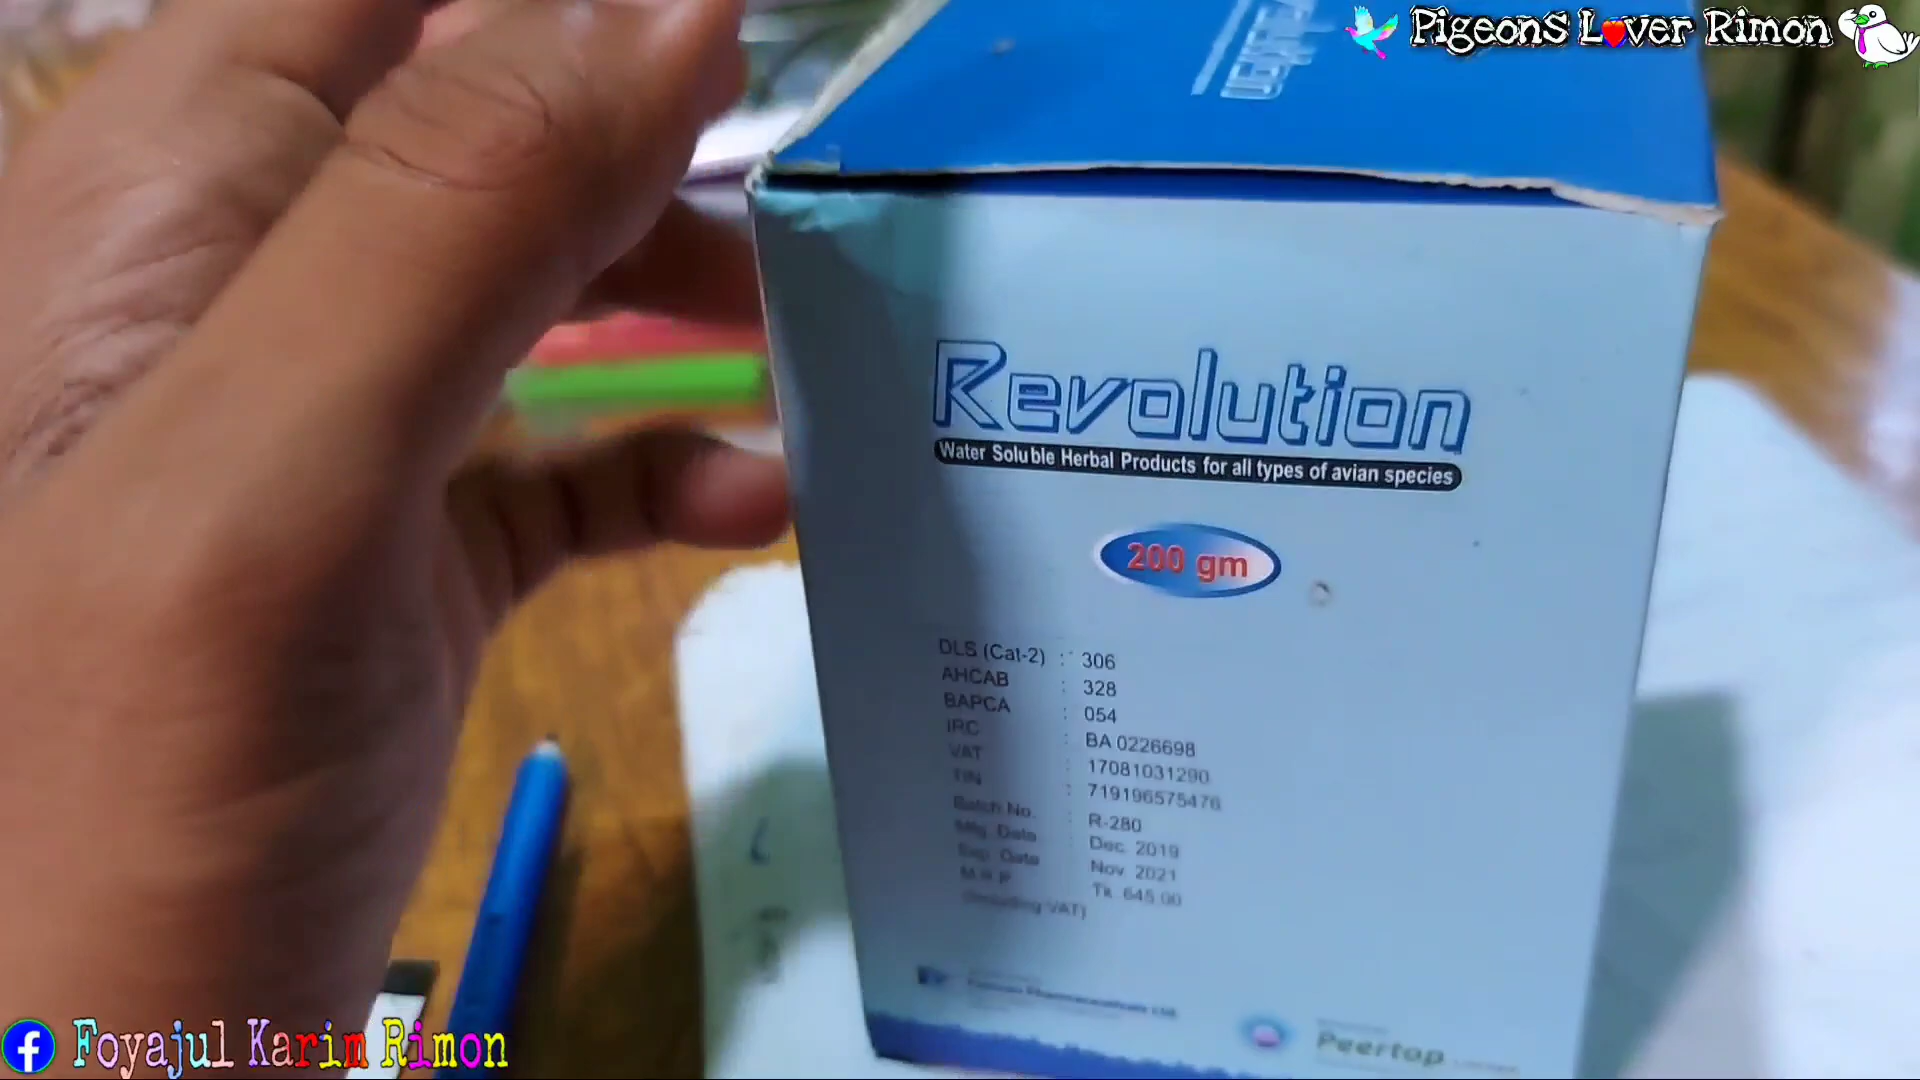 Pigeons Lover Rimon
Revolution
Water Soluble Herbal Products for all types of avian species
200 gm
DLS (Cat-2) : 306
AHCAB : 328
BAPCA : 054
IRC : BA 0226698
VAT : 17081031290
TIN : 719196575476
Batch No. : R-280
Mfg. Date : Dec. 2019
Exp. Date : Nov. 2021
M.R.P Tk. 645.00
(Including VAT)
Pharmaceuticals Ltd.
Peertop
Foyajul Karim Rimon